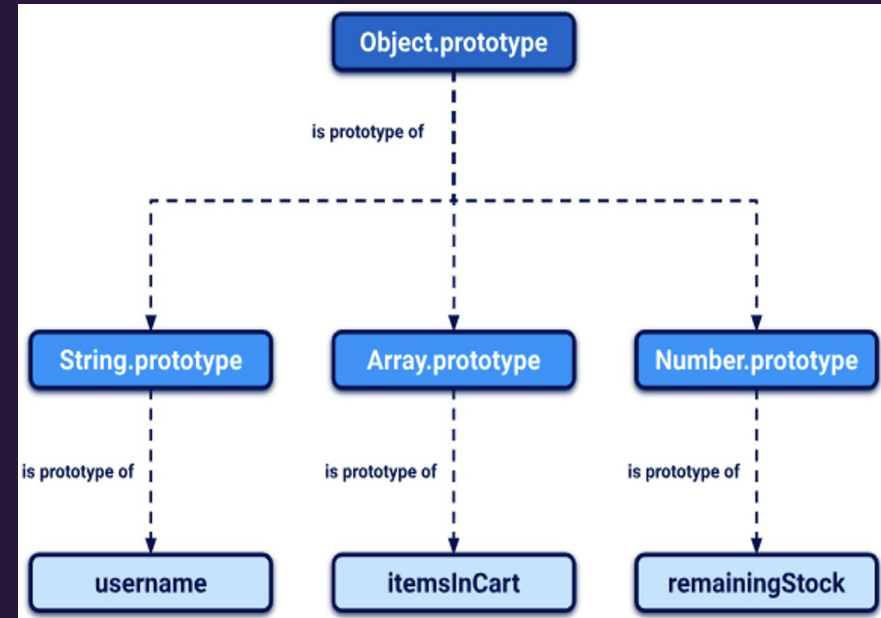 Object.prototype
is prototype of
String.prototype
Array.prototype
Number.prototype
is prototype of
is prototype of
is prototype of
username
itemsInCart
remainingStock